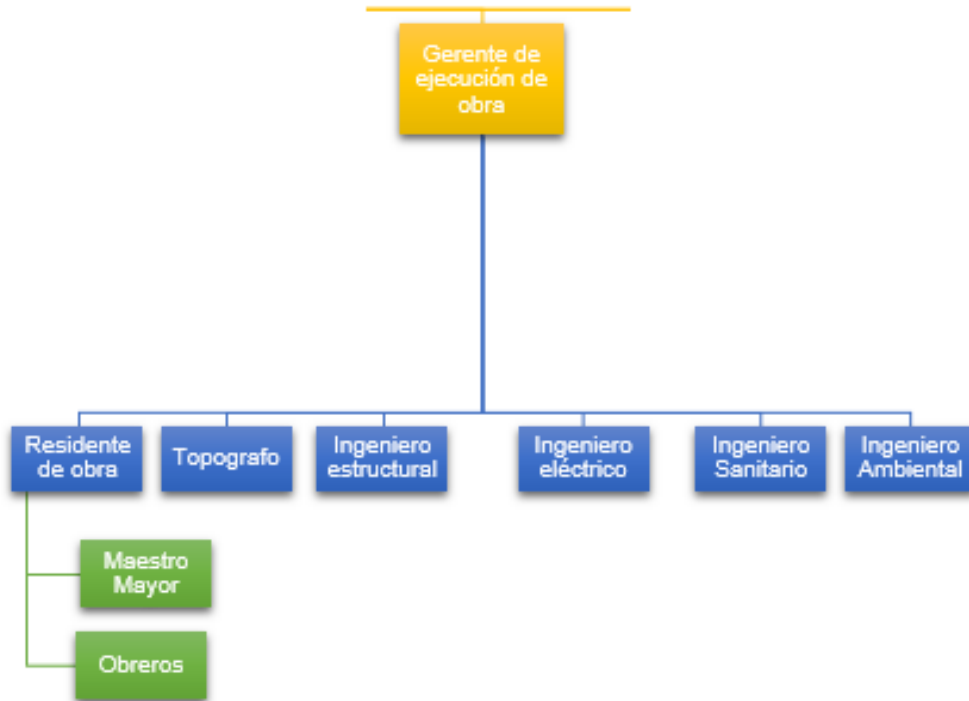 Gerente de
ejecución de
obra
Residente
de obra
Topografo
Ingeniero
estructural
Ingeniero
eléctrico
Ingeniero
Sanitario
Ingeniero
Ambiental
Maestro
Mayor
Obreros